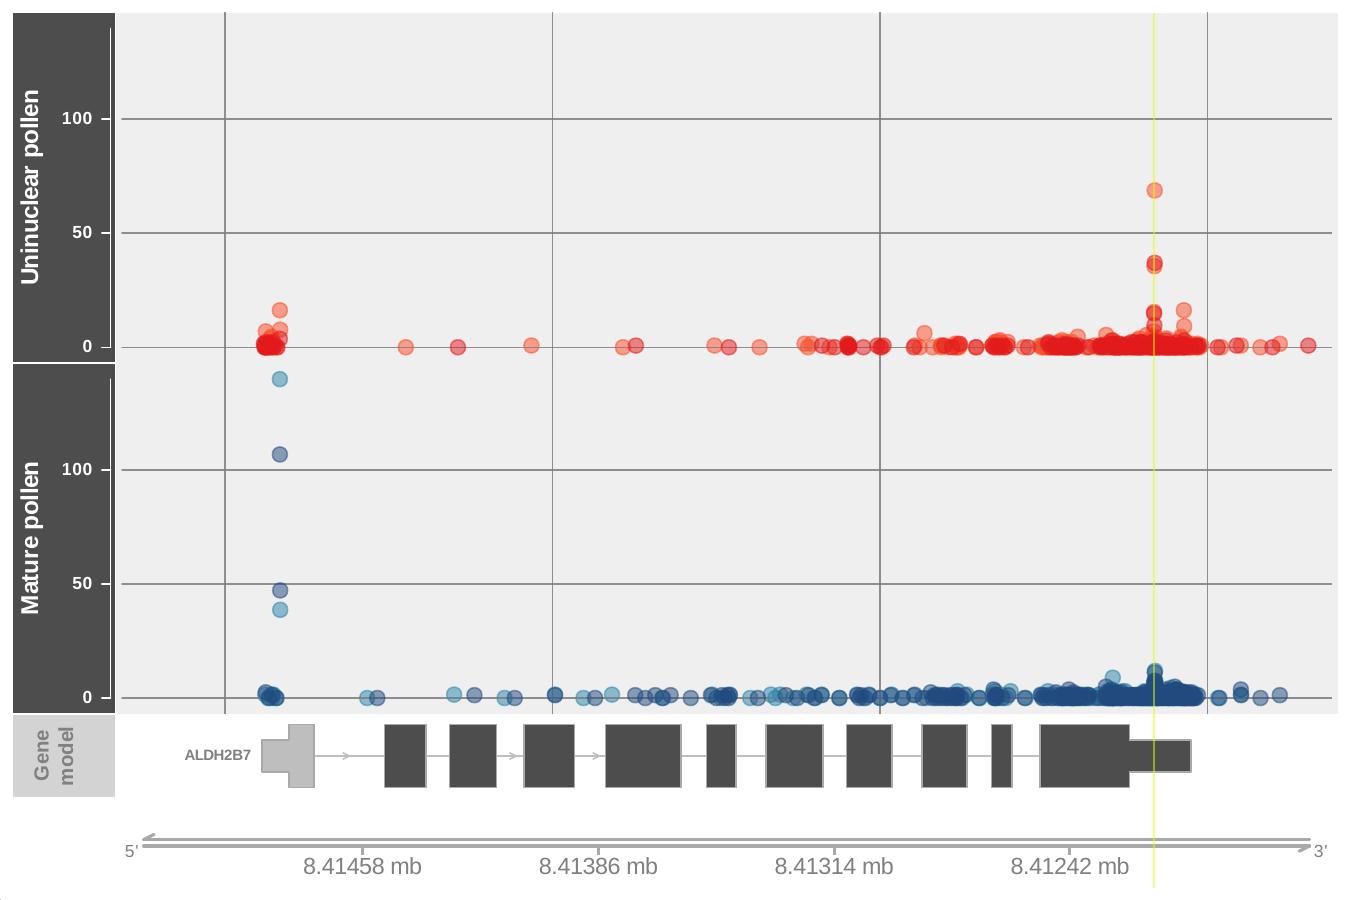 Uninuclear pollen
100
50
0
Mature pollen
100
50
0
Gene
model
ALDH2B7
5'
3'
8.41458 mb
8.41386 mb
8.41314 mb
8.41242 mb